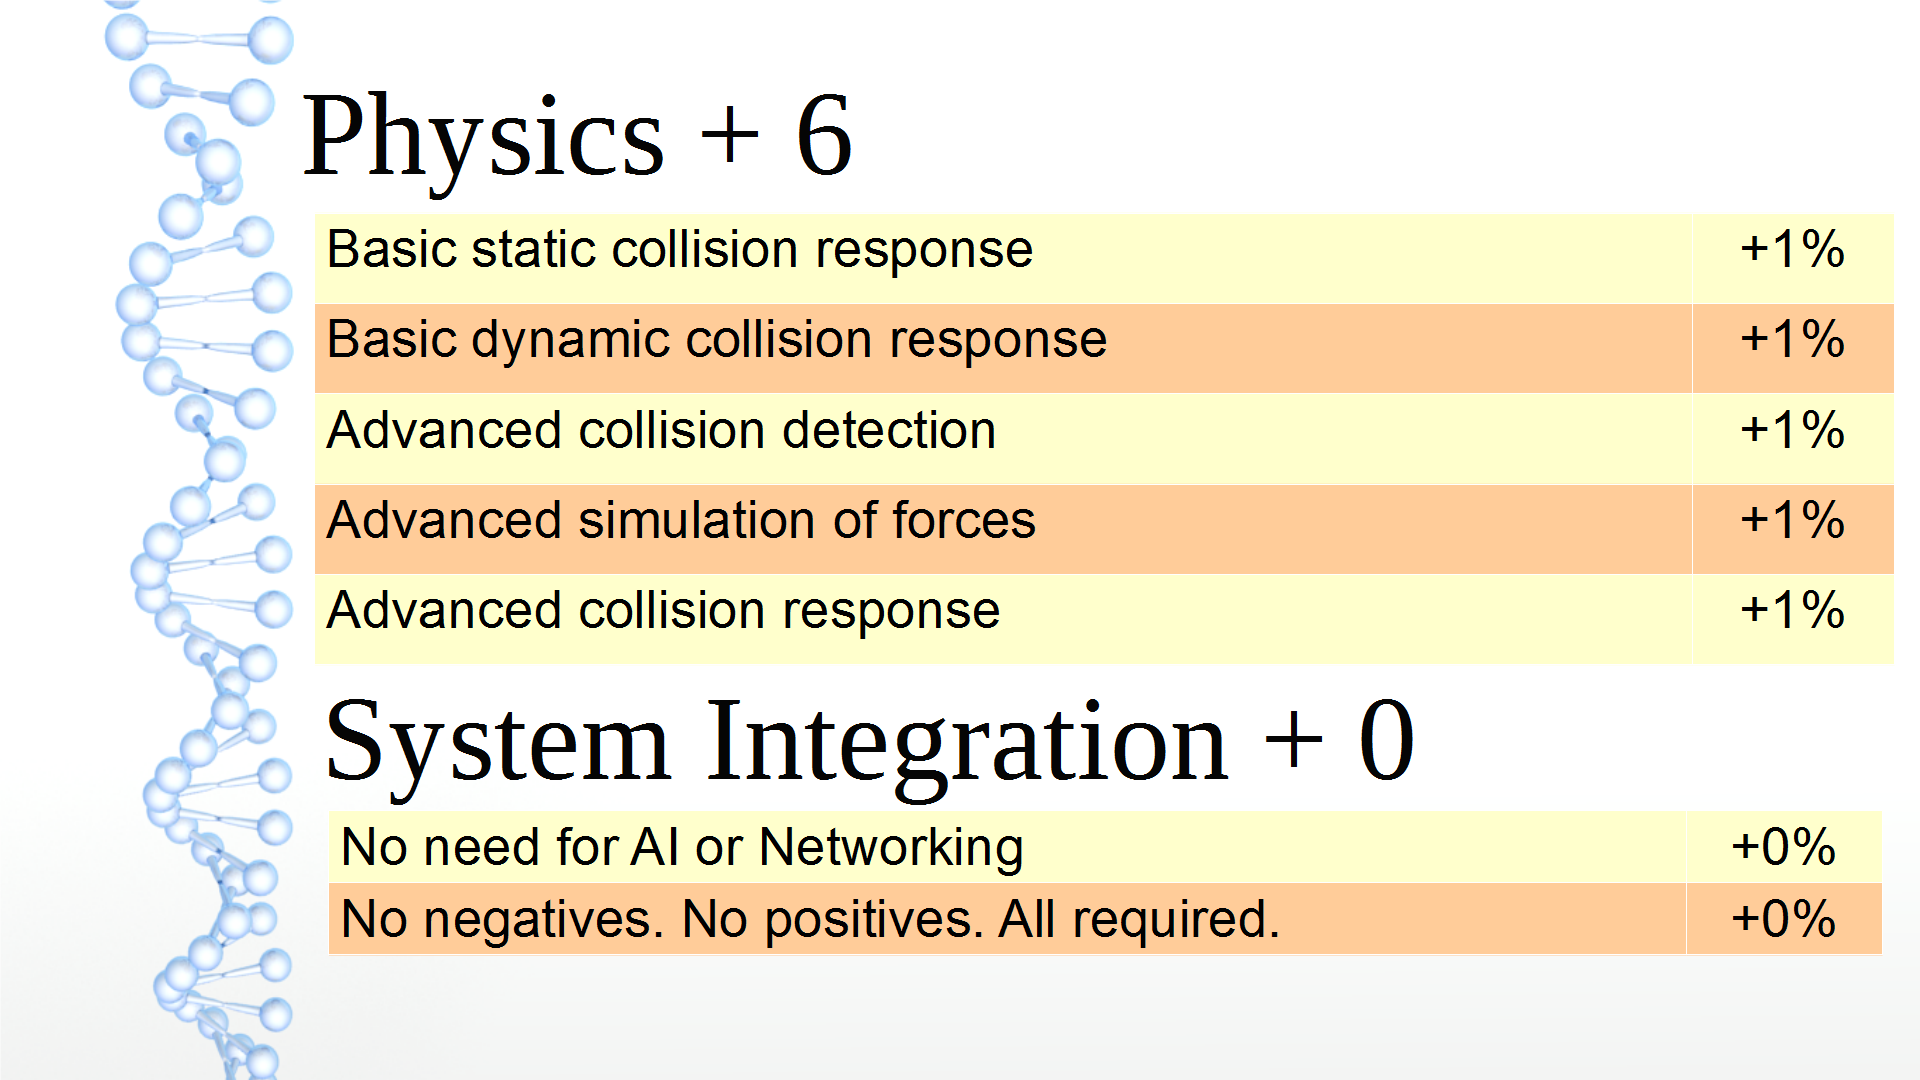 Physics + 6
Basic static collision response +1%
Basic dynamic collision response +1%
Advanced collision detection +1%
Advanced simulation of forces +1%
Advanced collision response +1%
System Integration + 0
No need for AI or Networking +0%
No negatives. No positives. All required. +0%